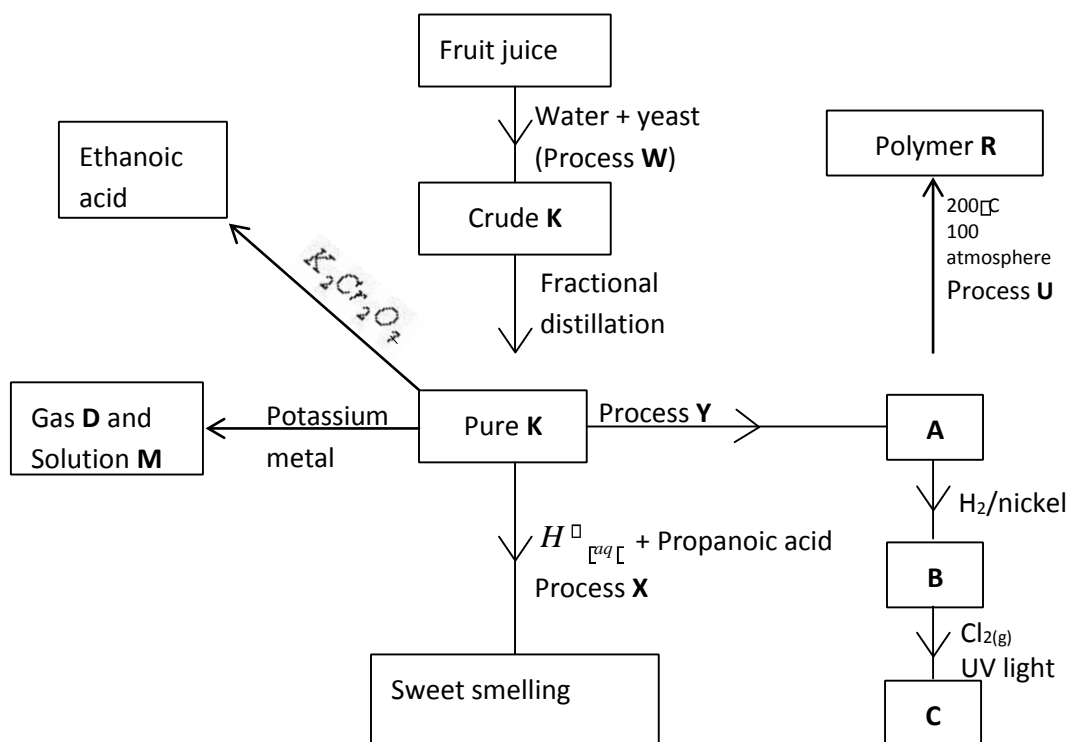 Fruit juice
Water + yeast
(Process W)
Ethanoic
acid
Polymer R
Crude K
200▯C
100
atmosphere
Process U
K₂Cr₂O₇
Fractional
distillation
Gas D and
Solution M
Potassium
metal
Pure K
Process Y
A
H₂/nickel
H▯[aq[ + Propanoic acid
Process X
B
Cl₂(g)
UV light
Sweet smelling
C